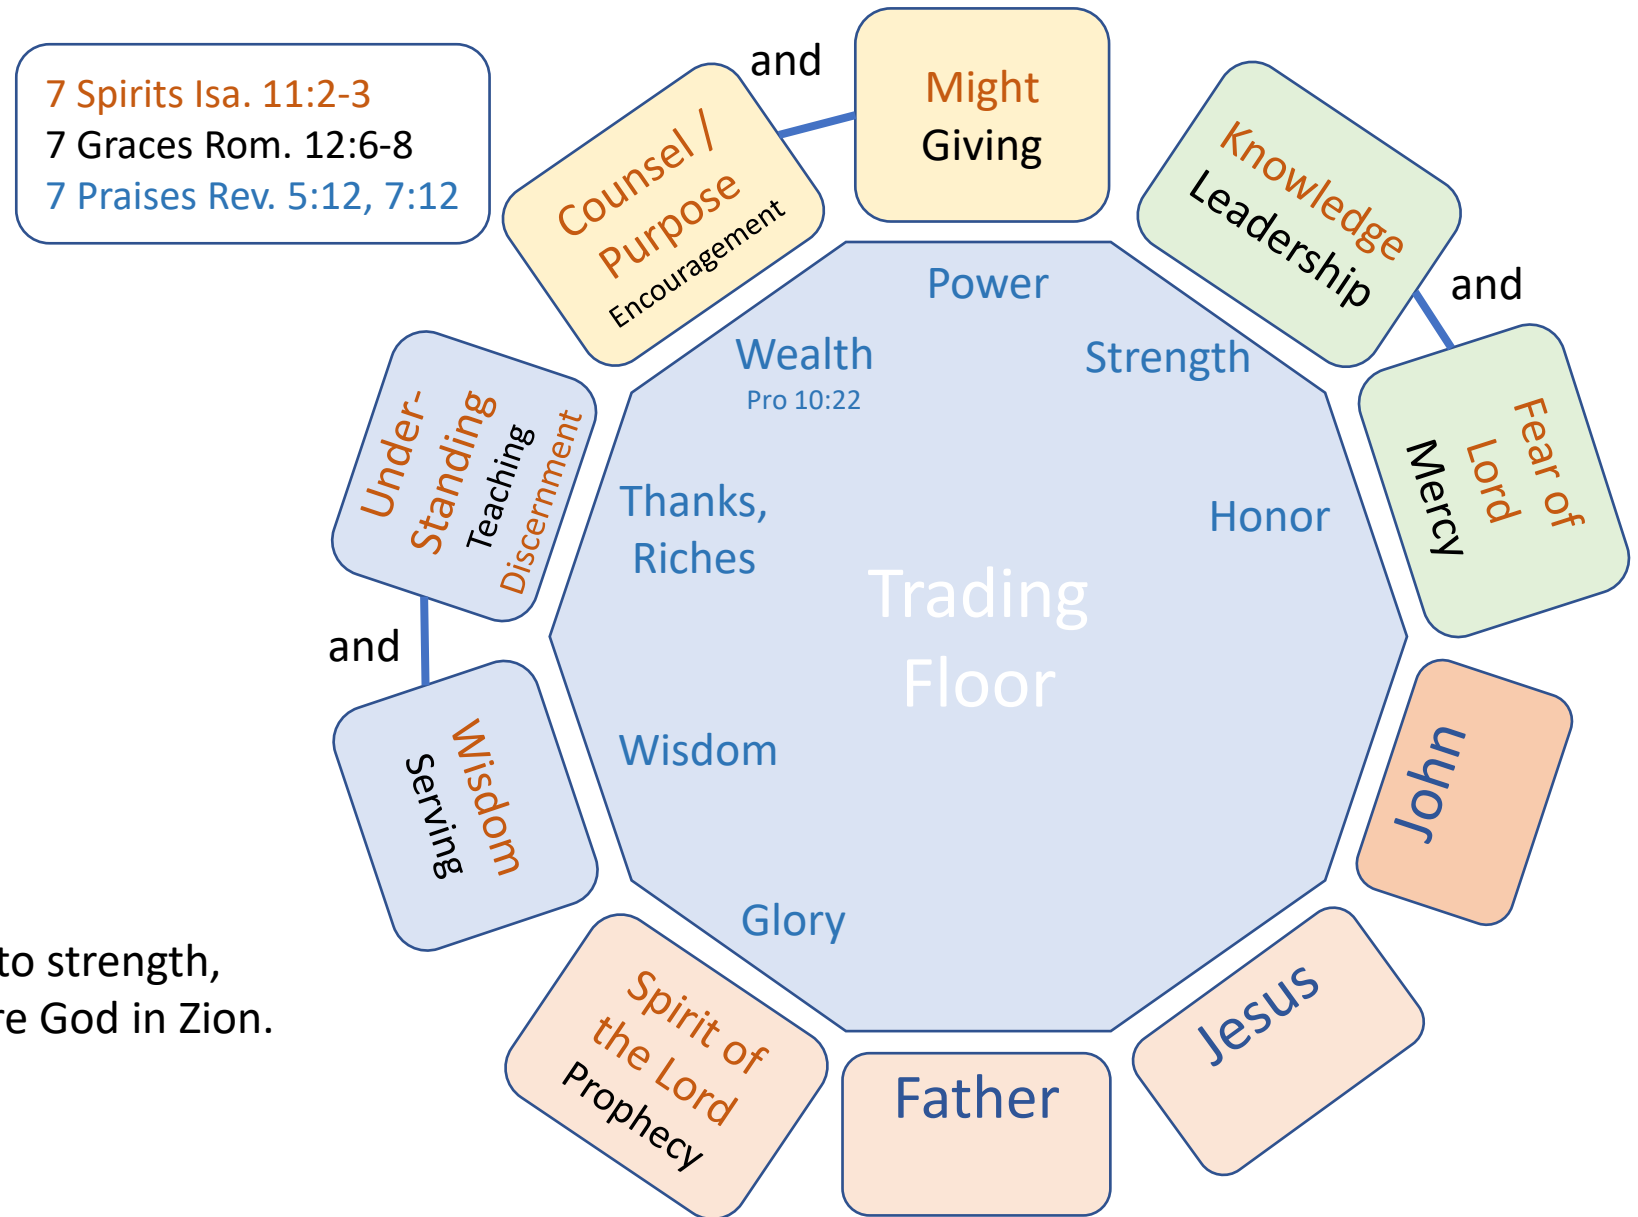 7 Spirits Isa. 11:2-3
7 Graces Rom. 12:6-8
7 Praises Rev. 5:12, 7:12
and
Counsel /
Purpose
Encouragement
Might
Giving
Knowledge
Leadership
and
Fear of
Lord
Mercy
Under-
Standing
Teaching
Discernment
and
Wisdom
Serving
Power
Wealth
Pro 10:22
Strength
Thanks,
Riches
Honor
Trading
Floor
Wisdom
Glory
John
Jesus
Father
Spirit of
the Lord
Prophecy
to strength,
re God in Zion.